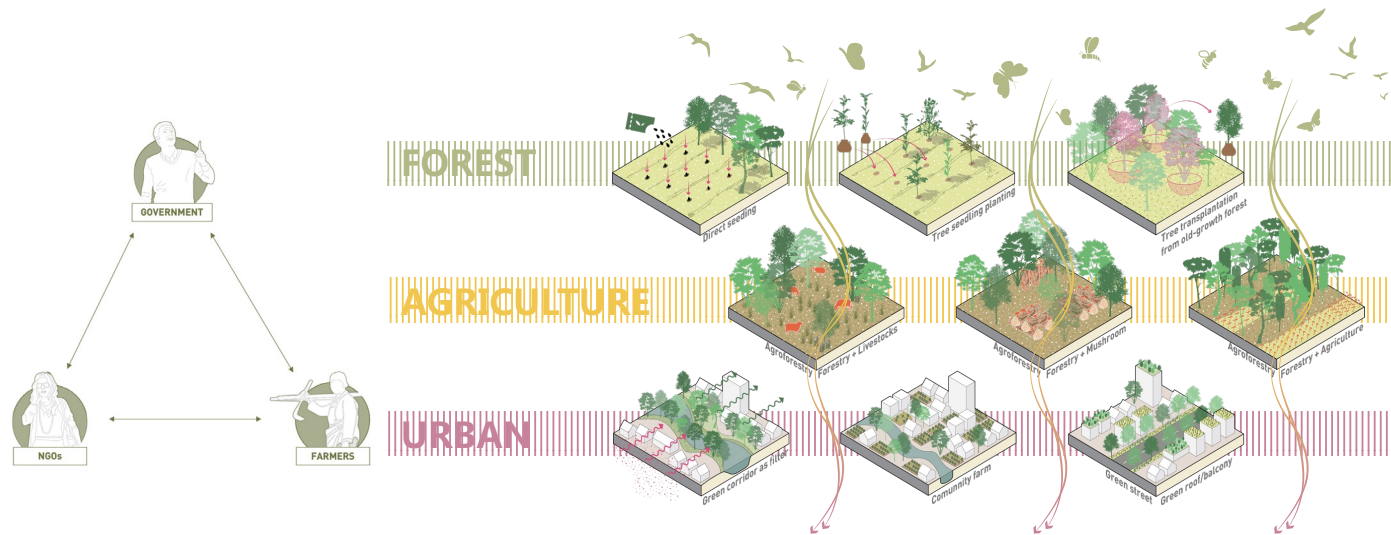 GOVERNMENT
NGOs
FARMERS
FOREST
Direct seeding
Tree seedling planting
Tree transplantation
from old-growth forest
AGRICULTURE
Agroforestry
Forestry + Livestocks
Agroforestry
Forestry + Mushroom
Agroforestry
Forestry + Agriculture
URBAN
Green corridor as filter
Comunnity farm
Green street
Green roof/balcony